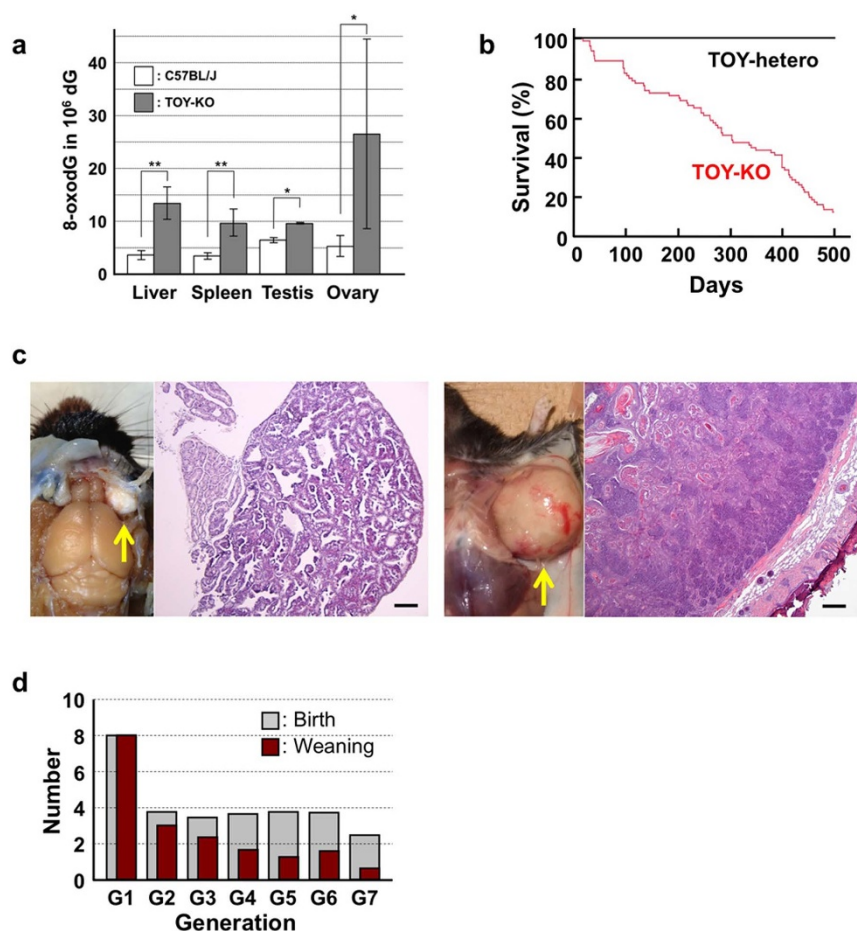 a
8-oxodG in 10⁶ dG
40
30
20
10
0
: C57BL/J
: TOY-KO
**
**
*
*
Liver Spleen Testis Ovary
b
Survival (%)
100
80
60
40
20
TOY-hetero
TOY-KO
0 100 200 300 400 500
Days
c
d
Number
10
8
6
4
2
0
: Birth
: Weaning
G1 G2 G3 G4 G5 G6 G7
Generation